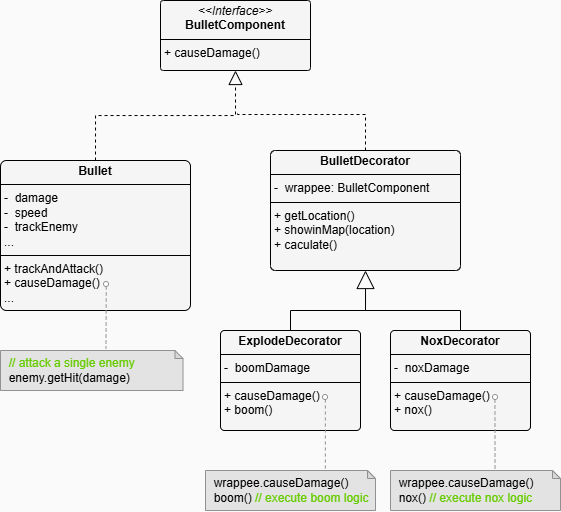 <<Interface>>
BulletComponent
+ causeDamage()
Bullet
- damage
- speed
- trackEnemy
...
+ trackAndAttack()
+ causeDamage()
...
// attack a single enemy
enemy.getHit(damage)
BulletDecorator
- wrappee: BulletComponent
+ getLocation()
+ showinMap(location)
+ caculate()
ExplodeDecorator
- boomDamage
+ causeDamage()
+ boom()
wrappee.causeDamage()
boom() // execute boom logic
NoxDecorator
- noxDamage
+ causeDamage()
+ nox()
wrappee.causeDamage()
nox() // execute nox logic